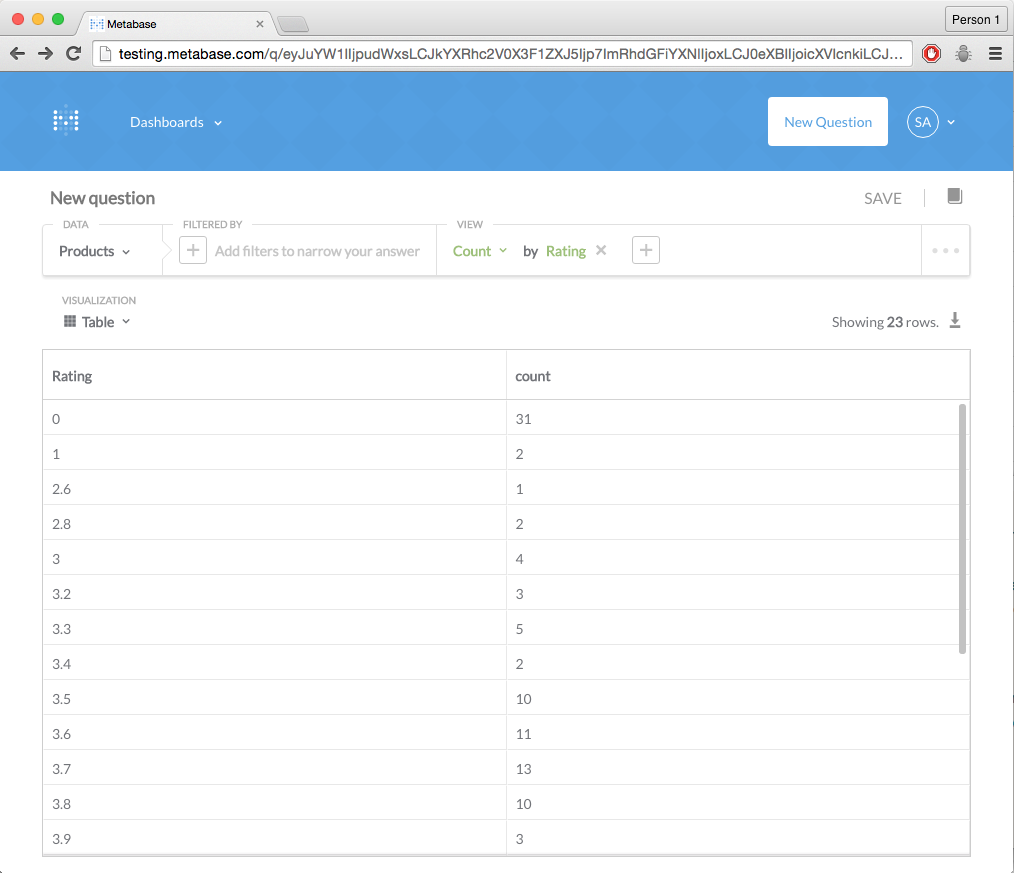 Metabase
Person 1
testing.metabase.com/q/eyJuYW1lIjpudWxsLCJkYXRhc2V0X3F1ZXJ5Ijp7ImRhdGFiYXNlIjoxLCJ0eXBlIjoicXVlcnkiLCJ...
Dashboards
New Question
SA
New question
SAVE
DATA
FILTERED BY
VIEW
Products
Add filters to narrow your answer
Count
by Rating
VISUALIZATION
Table
Showing 23 rows.
Rating count
0 31
1 2
2.6 1
2.8 2
3 4
3.2 3
3.3 5
3.4 2
3.5 10
3.6 11
3.7 13
3.8 10
3.9 3